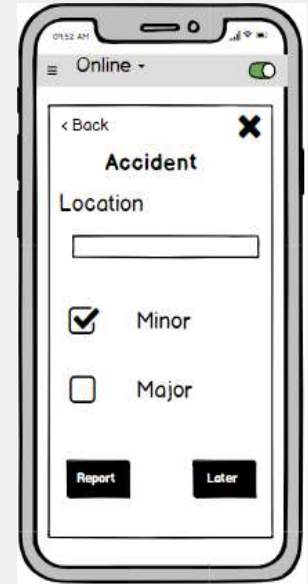 09:52 AM
Online
< Back
Accident
Location
Minor
Major
Report
Later